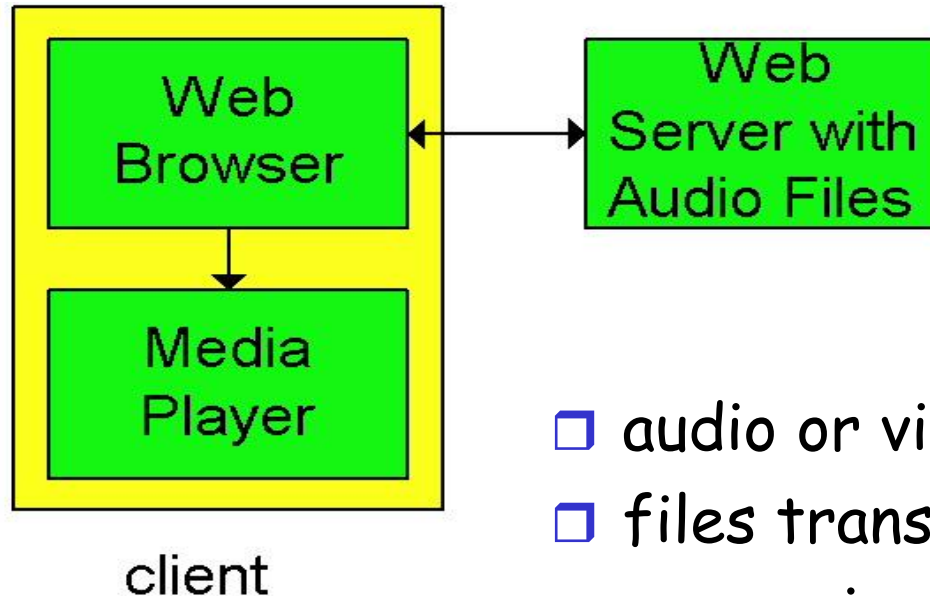 Web
Browser
Media
Player
client
Web
Server with
Audio Files
audio or vi
files trans